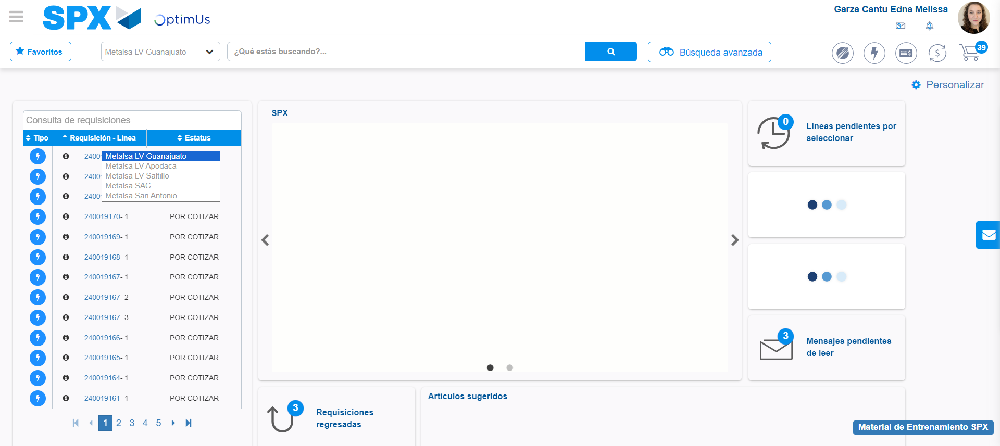 SPX
OptimUs
Garza Cantu Edna Melissa
3
3
Favoritos
Metalsa LV Guanajuato
¿Qué estás buscando?...
Búsqueda avanzada
39
Personalizar
Consulta de requisiciones
Tipo Requisición - Línea Estatus
2400
Metalsa LV Guanajuato
Metalsa LV Apodaca
2400
Metalsa LV Saltillo
Metalsa SAC
2400
Metalsa San Antonio
240019170- 1 POR COTIZAR
240019169- 1 POR COTIZAR
240019168- 1 POR COTIZAR
240019167- 1 POR COTIZAR
240019167- 2 POR COTIZAR
240019167- 3 POR COTIZAR
240019166- 1 POR COTIZAR
240019165- 1 POR COTIZAR
240019164- 1 POR COTIZAR
240019161- 1 POR COTIZAR
1 2 3 4 5
SPX
0
Lineas pendientes por
seleccionar
3
Mensajes pendientes
de leer
3
Requisiciones
regresadas
Artículos sugeridos
Material de Entrenamiento SPX